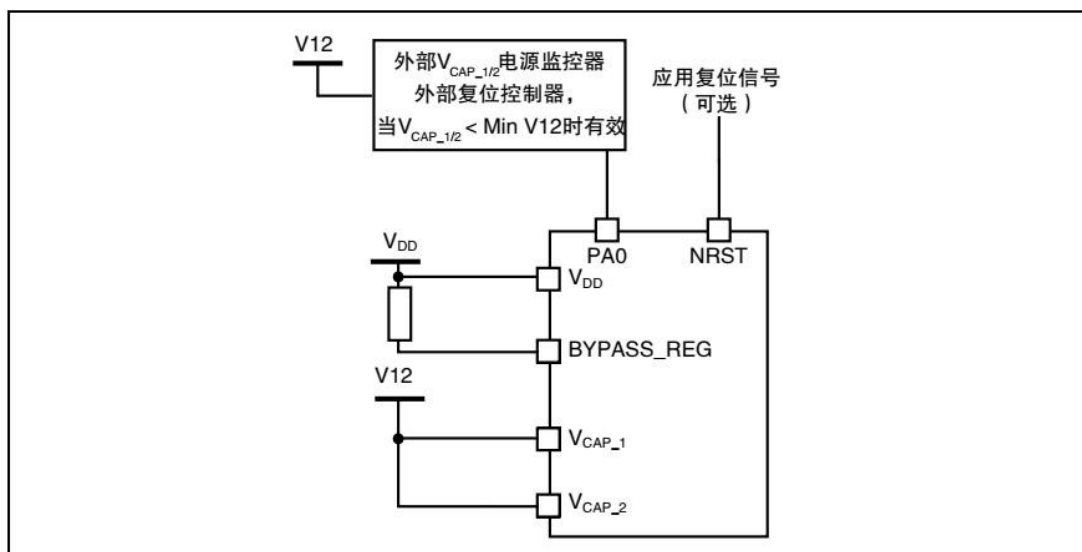 V12
外部VCAP_1/2电源监控器
外部复位控制器，
当VCAP_1/2 < Min V12时有效
应用复位信号
（可选）
PA0
NRST
VDD
VDD
BYPASS_REG
V12
VCAP_1
VCAP_2